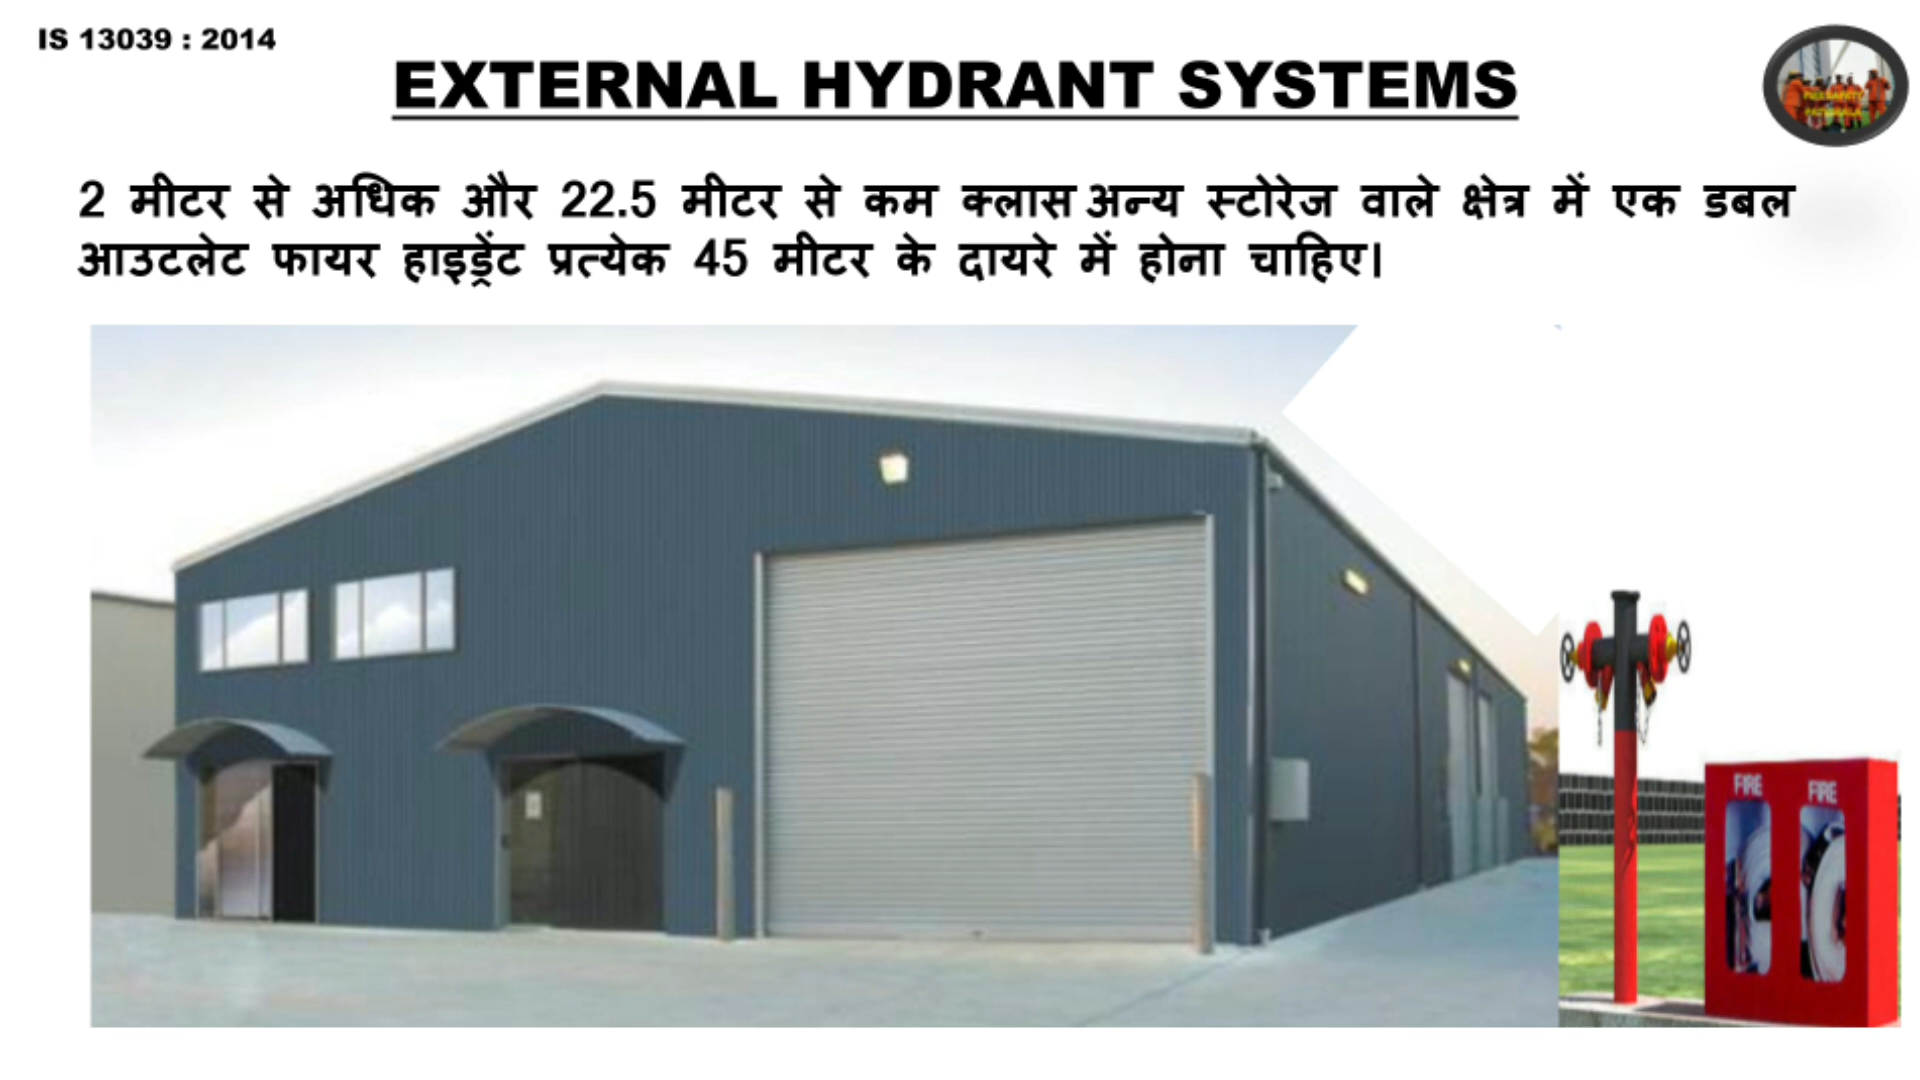 IS 13039 : 2014
EXTERNAL HYDRANT SYSTEMS
2 मीटर से अधिक और 22.5 मीटर से कम क्लास अन्य स्टोरेज वाले क्षेत्र में एक डबल
आउटलेट फायर हाइड्रेंट प्रत्येक 45 मीटर के दायरे में होना चाहिए।
FIRE FIRE